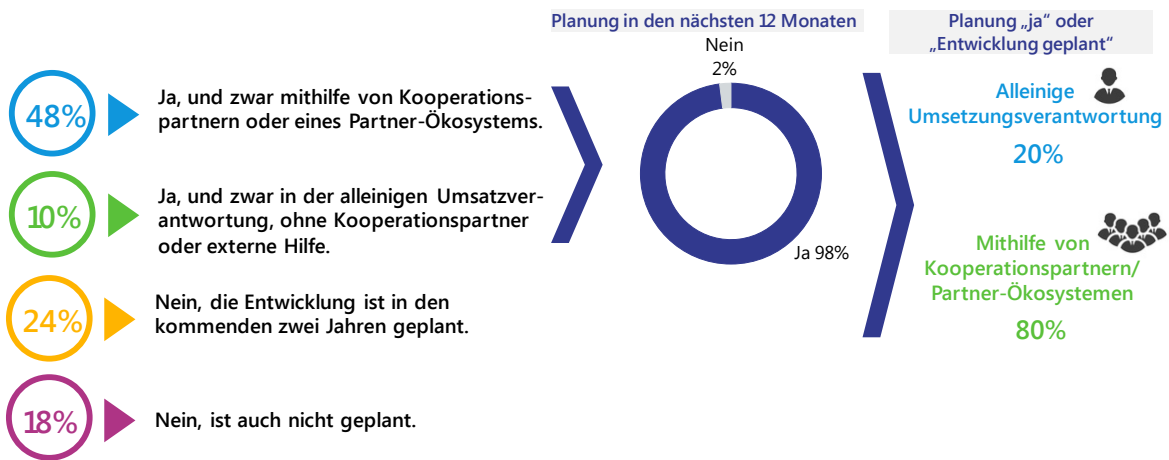 48%
Ja, und zwar mithilfe von Kooperations-
partnern oder eines Partner-Ökosystems.
10%
Ja, und zwar in der alleinigen Umsatzver-
antwortung, ohne Kooperationspartner
oder externe Hilfe.
24%
Nein, die Entwicklung ist in den
kommenden zwei Jahren geplant.
18%
Nein, ist auch nicht geplant.
Planung in den nächsten 12 Monaten
Nein
2%
Ja 98%
Planung „ja“ oder
„Entwicklung geplant“
Alleinige
Umsetzungsverantwortung
20%
Mithilfe von
Kooperationspartnern/
Partner-Ökosystemen
80%